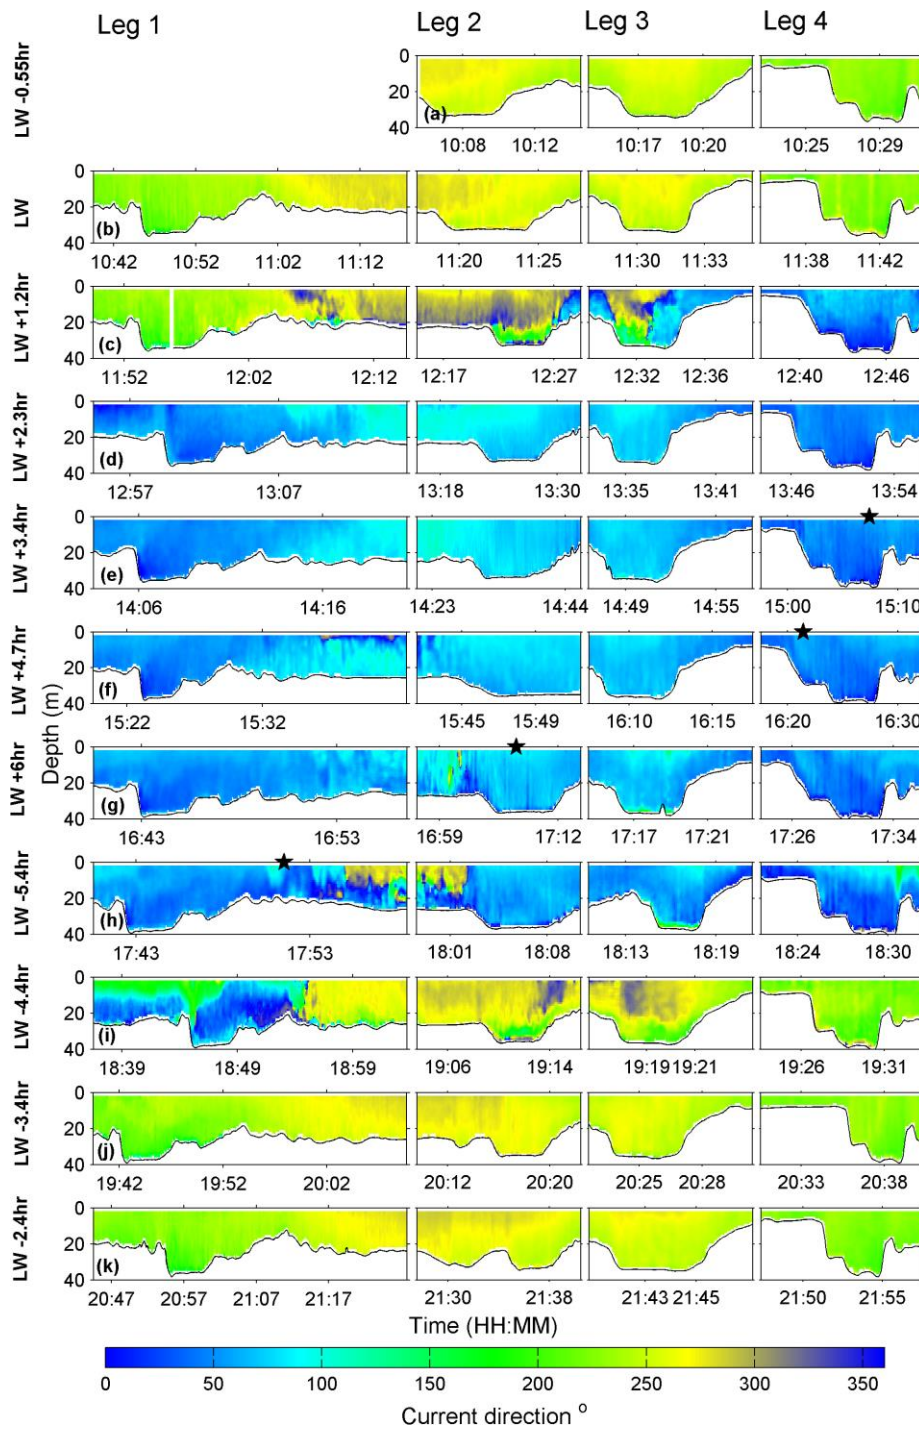 Leg 1 Leg 2 Leg 3 Leg 4
LW -0.55hr
0
20
40
(a)
10:08 10:12 10:17 10:20 10:25 10:29
LW
0
20
40
(b)
10:42 10:52 11:02 11:12 11:20 11:25 11:30 11:33 11:38 11:42
LW +1.2hr
0
20
40
(c)
11:52 12:02 12:12 12:17 12:27 12:32 12:36 12:40 12:46
LW +2.3hr
0
20
40
(d)
12:57 13:07 13:18 13:30 13:35 13:41 13:46 13:54
LW +3.4hr
0
20
40
(e)
14:06 14:16 14:23 14:44 14:49 14:55 15:00 15:10
LW +4.7hr
0
20
40
(f)
15:22 15:32 15:45 15:49 16:10 16:15 16:20 16:30
Depth (m)
LW +6hr
0
20
40
(g)
16:43 16:53 16:59 17:12 17:17 17:21 17:26 17:34
LW -5.4hr
0
20
40
(h)
17:43 17:53 18:01 18:08 18:13 18:19 18:24 18:30
LW -4.4hr
0
20
40
(i)
18:39 18:49 18:59 19:06 19:14 19:19 19:21 19:26 19:31
LW -3.4hr
0
20
40
(j)
19:42 19:52 20:02 20:12 20:20 20:25 20:28 20:33 20:38
LW -2.4hr
0
20
40
(k)
20:47 20:57 21:07 21:17 21:30 21:38 21:43 21:45 21:50 21:55
Time (HH:MM)
0 50 100 150 200 250 300 350
Current direction o